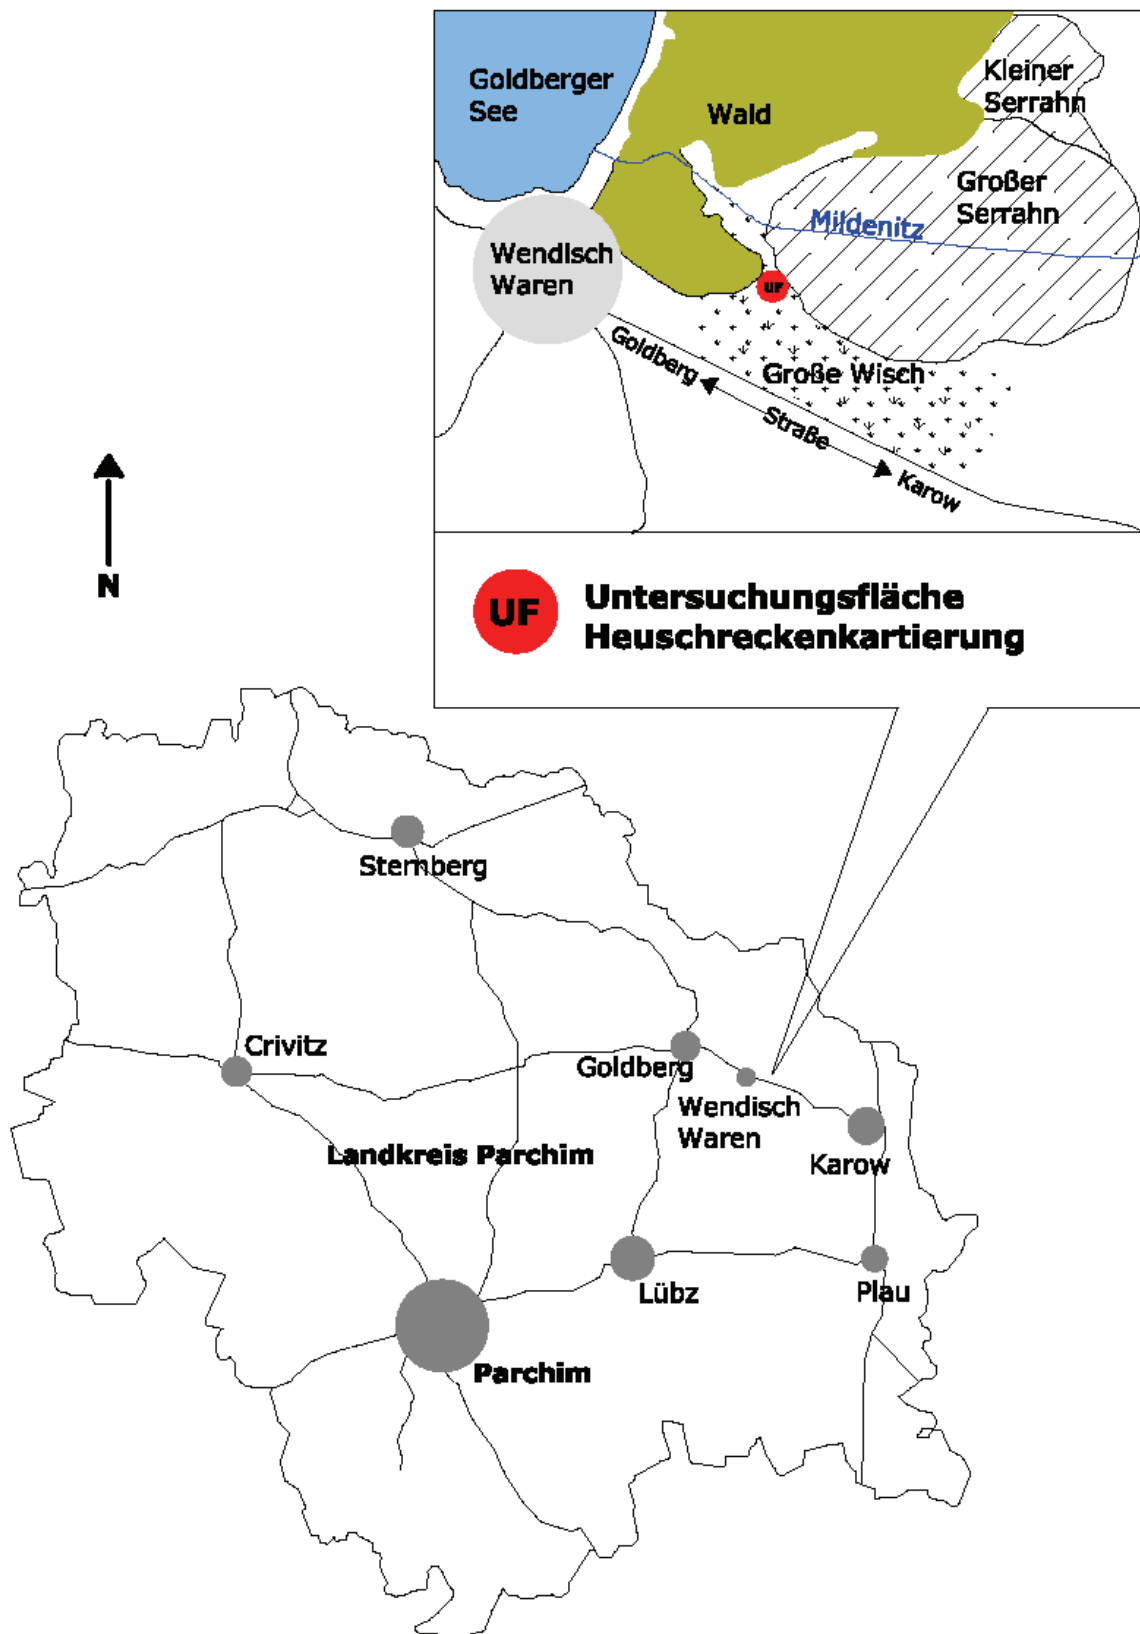 Goldberger
See
Wald
Kleiner
Serrahn
Großer
Serrahn
Mildenitz
Wendisch
Waren
UF
Goldberg
Straße
Karow
Große Wisch
N
UF
Untersuchungsfläche
Heuschreckenkartierung
Sternberg
Crivitz
Goldberg
Wendisch
Waren
Karow
Landkreis Parchim
Lübz
Plau
Parchim